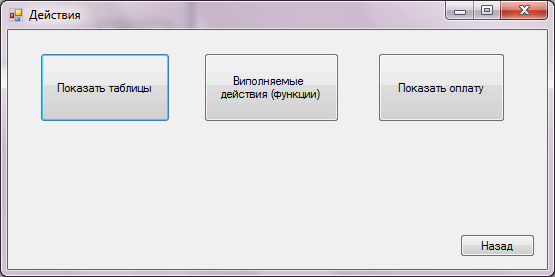 Действия
Показать таблицы
Виполняемые
действия (функции)
Показать оплату
Назад